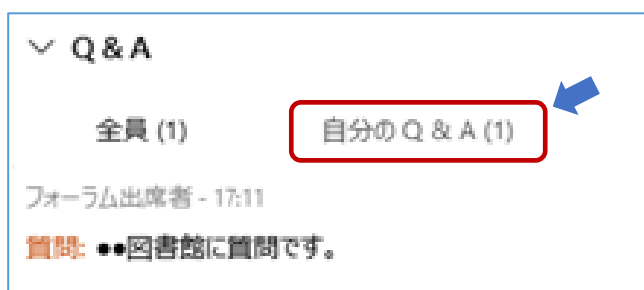 Q & A
全員 (1)　自分の Q & A (1)
フォーラム出席者 - 17:11
質問: ●●図書館に質問です。